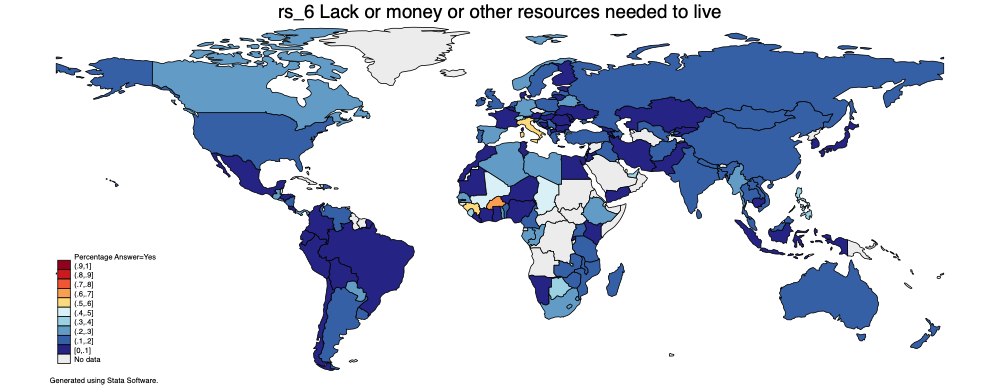 rs_6 Lack or money or other resources needed to live
Percentage Answer=Yes
(.9,1]
(.8,.9]
(.7,.8]
(.6,.7]
(.5,.6]
(.4,.5]
(.3,.4]
(.2,.3]
(.1,.2]
[0,.1]
No data
Generated using Stata Software.